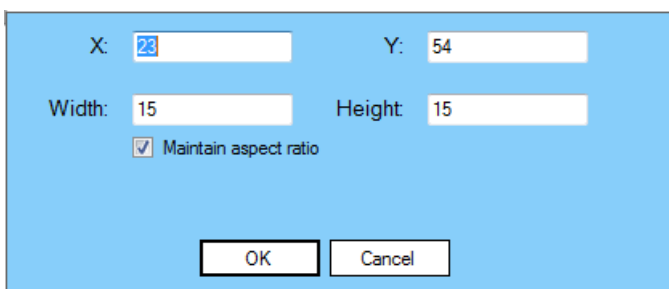 X: 23 Y: 54
Width: 15 Height: 15
Maintain aspect ratio
OK Cancel